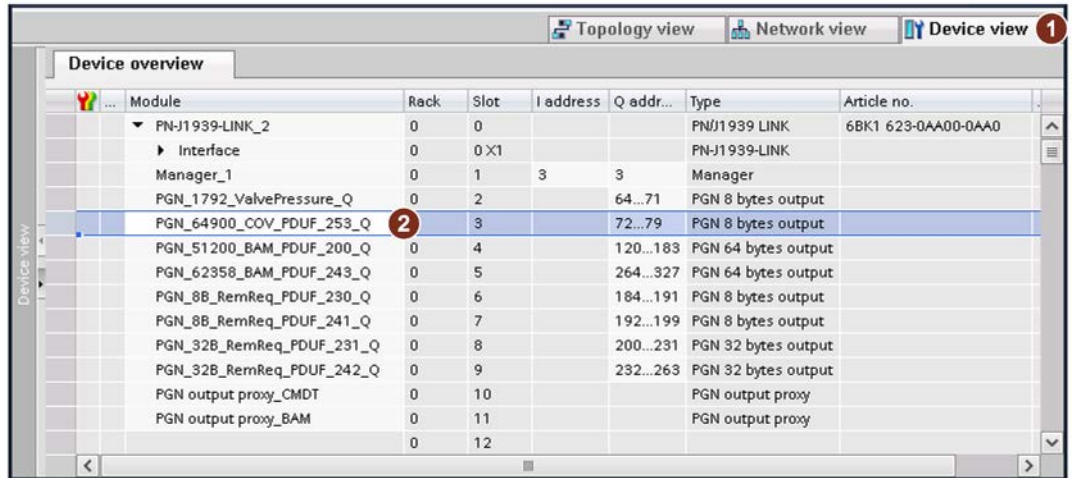 Topology view Network view Device view 1
Device overview
... Module Rack Slot I address Q addr... Type Article no.
PN-J1939-LINK_2 0 0 PN/J1939 LINK 6BK1 623-0AA00-0AA0
Interface 0 0 X1 PN-J1939-LINK
Manager_1 0 1 3 3 Manager
PGN_1792_ValvePressure_Q 0 2 64...71 PGN 8 bytes output
PGN_64900_COV_PDUF_253_Q 2 3 72...79 PGN 8 bytes output
PGN_51200_BAM_PDUF_200_Q 0 4 120...183 PGN 64 bytes output
PGN_62358_BAM_PDUF_243_Q 0 5 264...327 PGN 64 bytes output
PGN_8B_RemReq_PDUF_230_Q 0 6 184...191 PGN 8 bytes output
PGN_8B_RemReq_PDUF_241_Q 0 7 192...199 PGN 8 bytes output
PGN_32B_RemReq_PDUF_231_Q 0 8 200...231 PGN 32 bytes output
PGN_32B_RemReq_PDUF_242_Q 0 9 232...263 PGN 32 bytes output
PGN output proxy_CMDT 0 10 PGN output proxy
PGN output proxy_BAM 0 11 PGN output proxy
0 12
Device view